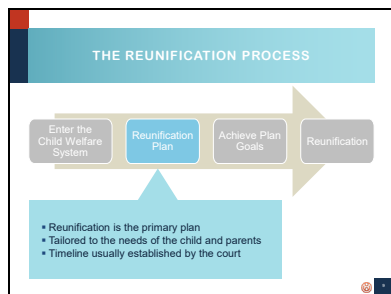 THE REUNIFICATION PROCESS
Enter the
Child Welfare
System
Reunification
Plan
Achieve Plan
Goals
Reunification
▪ Reunification is the primary plan
▪ Tailored to the needs of the child and parents
▪ Timeline usually established by the court